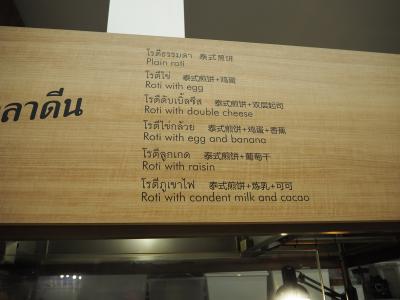 โรตีธรรมดา 泰式煎饼
Plain roti
โรตีไข่ 泰式煎饼+鸡蛋
Roti with egg
โรตีดับเบิ้ลชีส 泰式煎饼+双层起司
Roti with double cheese
ลาดีน
โรตีไข่กล้วย 泰式煎饼+鸡蛋+香蕉
Roti with egg and banana
โรตีลูกเกด 泰式煎饼+葡萄干
Roti with raisin
โรตีภูเขาไฟ 泰式煎饼+炼乳+可可
Roti with condent milk and cacao